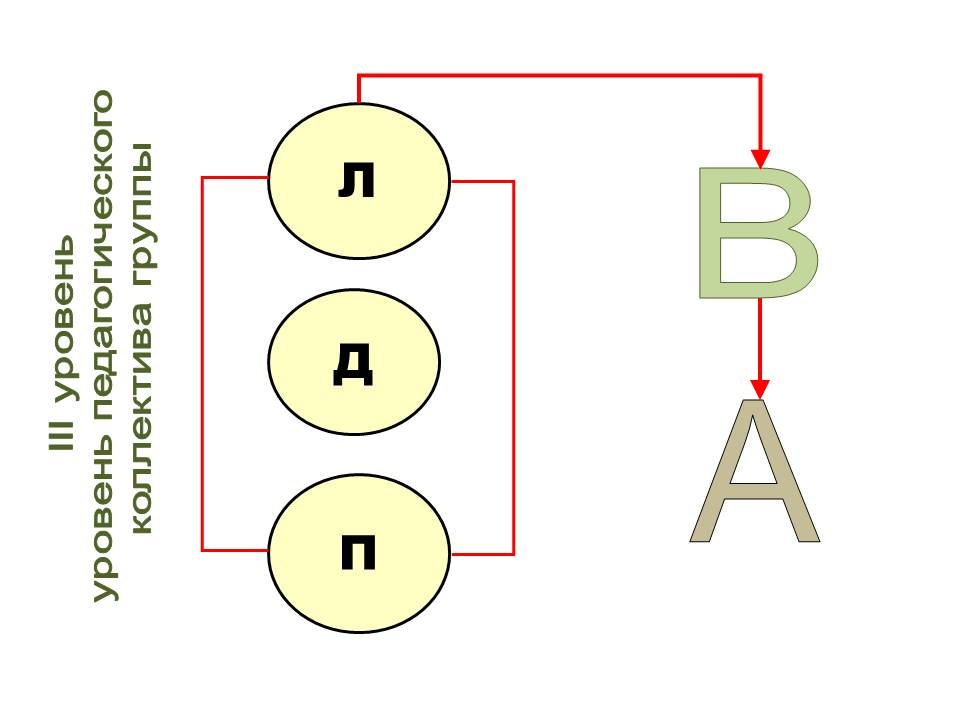 III уровень
уровень педагогического
коллектива группы
Л
Д
П
В
А